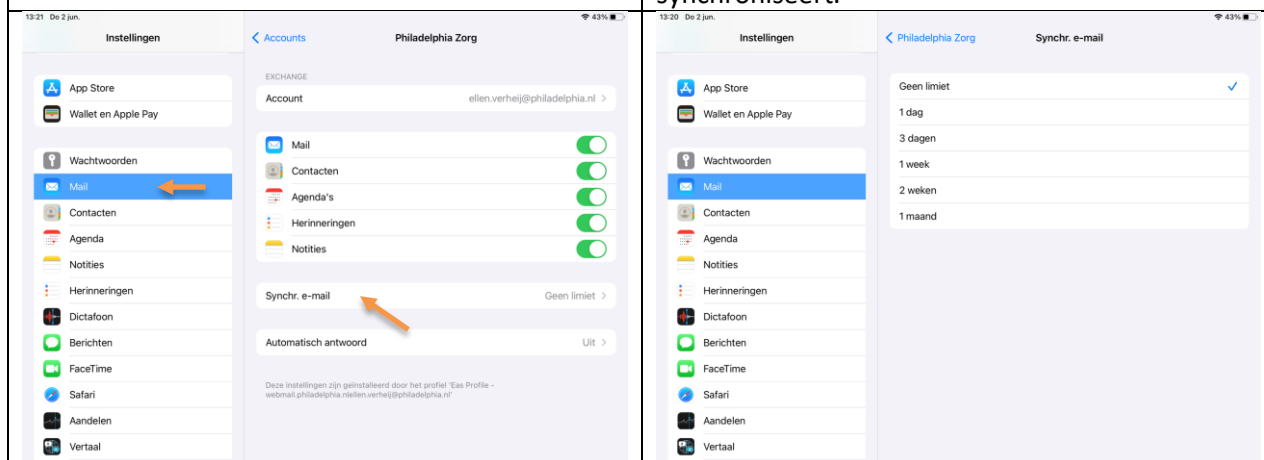 synchroniseert.
13:21 Do 2 jun.
43%
Instellingen
App Store
Wallet en Apple Pay
Wachtwoorden
Mail
Contacten
Agenda
Notities
Herinneringen
Dictafoon
Berichten
FaceTime
Safari
Aandelen
Vertaal
Accounts
Philadelphia Zorg
EXCHANGE
Account ellen.verheij@philadelphia.nl
Mail
Contacten
Agenda's
Herinneringen
Notities
Synchr. e-mail Geen limiet
Automatisch antwoord Uit
Deze instellingen zijn geïnstalleerd door het profiel 'Eas Profile -
webmail.philadelphia.nlellen.verheij@philadelphia.nl'
13:20 Do 2 jun.
43%
Instellingen
App Store
Wallet en Apple Pay
Wachtwoorden
Mail
Contacten
Agenda
Notities
Herinneringen
Dictafoon
Berichten
FaceTime
Safari
Aandelen
Vertaal
Philadelphia Zorg
Synchr. e-mail
Geen limiet
1 dag
3 dagen
1 week
2 weken
1 maand